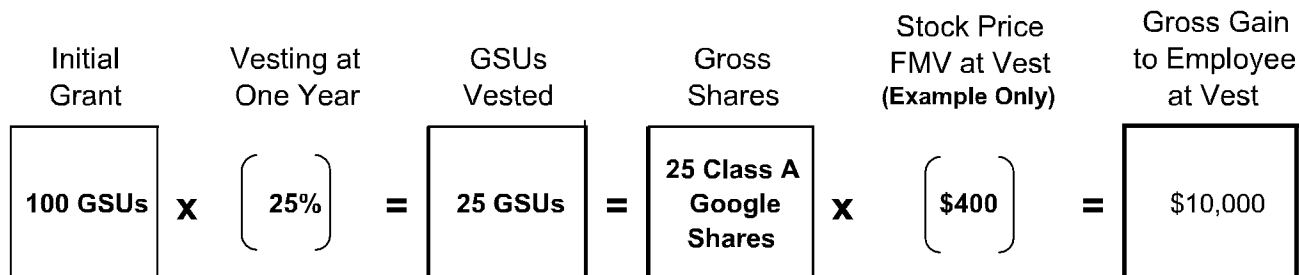 Initial
Grant
Vesting at
One Year
GSUs
Vested
Gross
Shares
Stock Price
FMV at Vest
(Example Only)
Gross Gain
to Employee
at Vest
100 GSUs x ( 25% ) = 25 GSUs =
25 Class A
Google
Shares
x ( $400 ) = $10,000